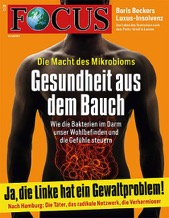 FOCUS
Boris Beckers
Luxus-Insolvenz
Die Macht des Mikrobioms
Gesundheit aus
dem Bauch
Wie die Bakterien im Darm
unser Wohlbefinden und
die Gefühle steuern
Ja, die Linke hat ein Gewaltproblem!
Nach Hamburg: Die Täter, das radikale Netzwerk, die Verharmloser